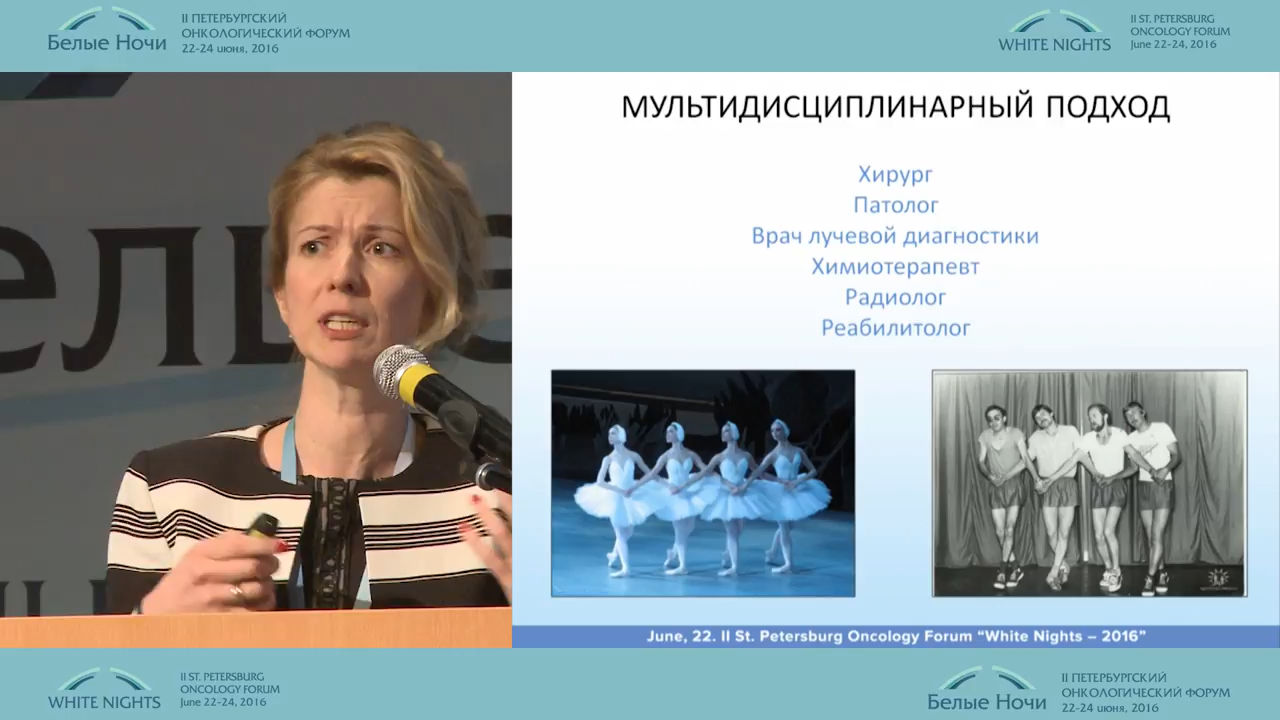 Белые Ночи
II ПЕТЕРБУРГСКИЙ
ОНКОЛОГИЧЕСКИЙ ФОРУМ
22-24 июня, 2016
WHITE NIGHTS
II ST. PETERSBURG
ONCOLOGY FORUM
June 22-24, 2016
МУЛЬТИДИСЦИПЛИНАРНЫЙ ПОДХОД
Хирург
Патолог
Врач лучевой диагностики
Химиотерапевт
Радиолог
Реабилитолог
June, 22. II St. Petersburg Oncology Forum “White Nights – 2016”
WHITE NIGHTS
II ST. PETERSBURG
ONCOLOGY FORUM
June 22-24, 2016
Белые Ночи
II ПЕТЕРБУРГСКИЙ
ОНКОЛОГИЧЕСКИЙ ФОРУМ
22-24 июня, 2016